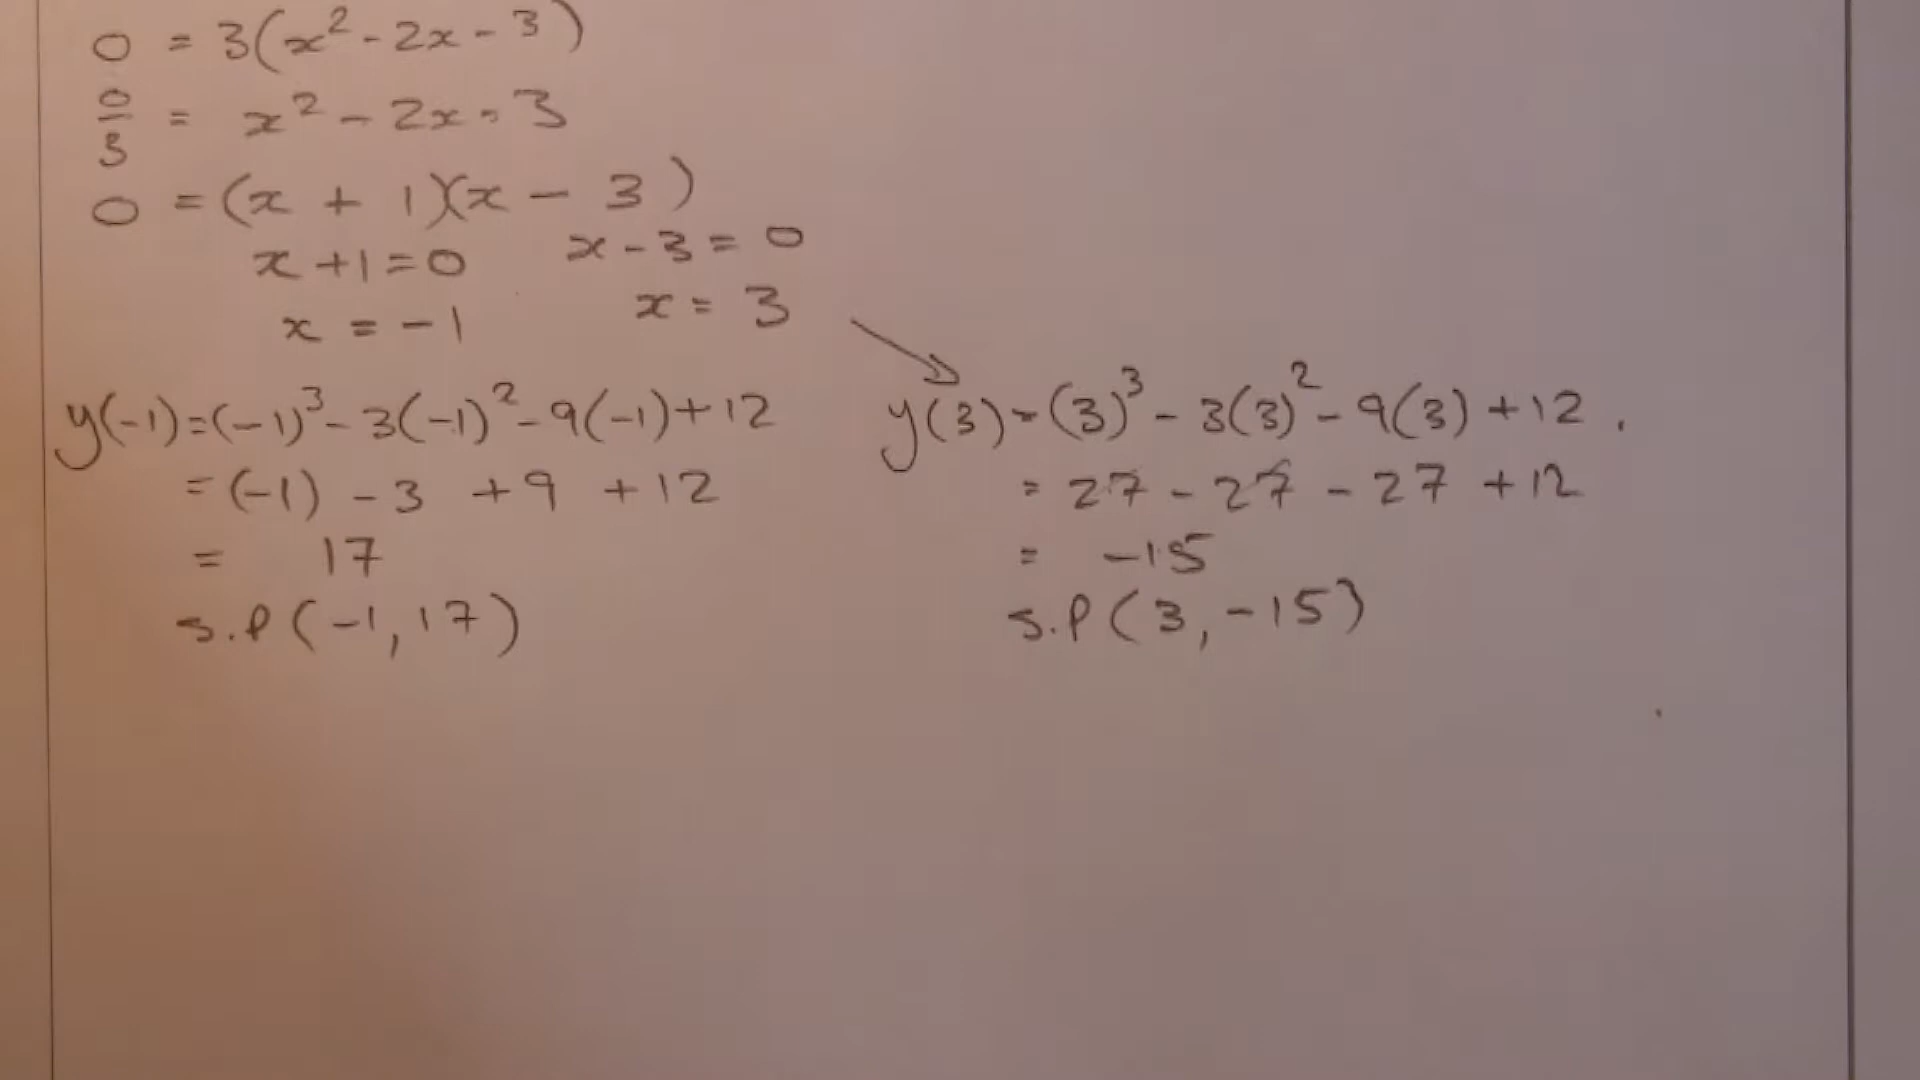 0 = 3(x² - 2x - 3)
0/3 = x² - 2x - 3
0 = (x + 1)(x - 3)
x + 1 = 0 x - 3 = 0
x = -1 x = 3
y(-1) = (-1)³ - 3(-1)² - 9(-1) + 12
= (-1) - 3 + 9 + 12
= 17
s.p (-1, 17)
y(3) = (3)³ - 3(3)² - 9(3) + 12
= 27 - 27 - 27 + 12
= -15
s.p (3, -15)